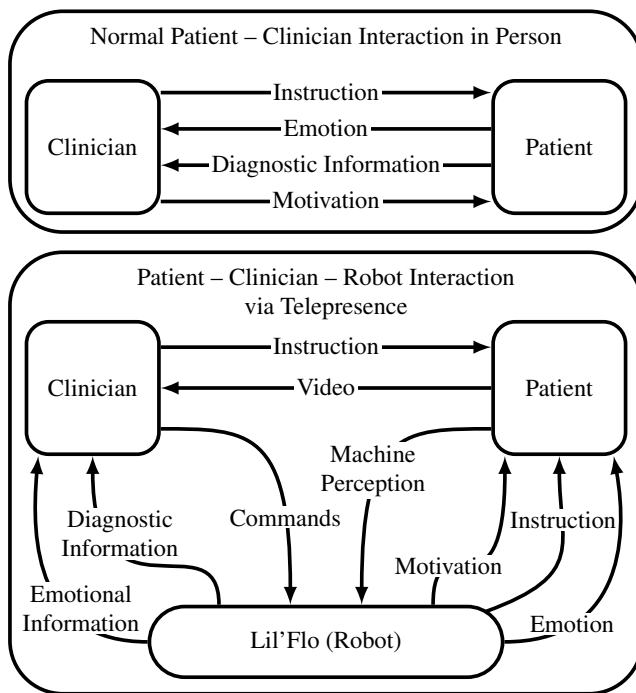 Normal Patient – Clinician Interaction in Person
Instruction
Clinician
Emotion
Patient
Diagnostic Information
Motivation
Patient – Clinician – Robot Interaction
via Telepresence
Instruction
Clinician
Video
Patient
Machine
Perception
Diagnostic
Information
Commands
Instruction
Motivation
Emotional
Information
Emotion
Lil'Flo (Robot)